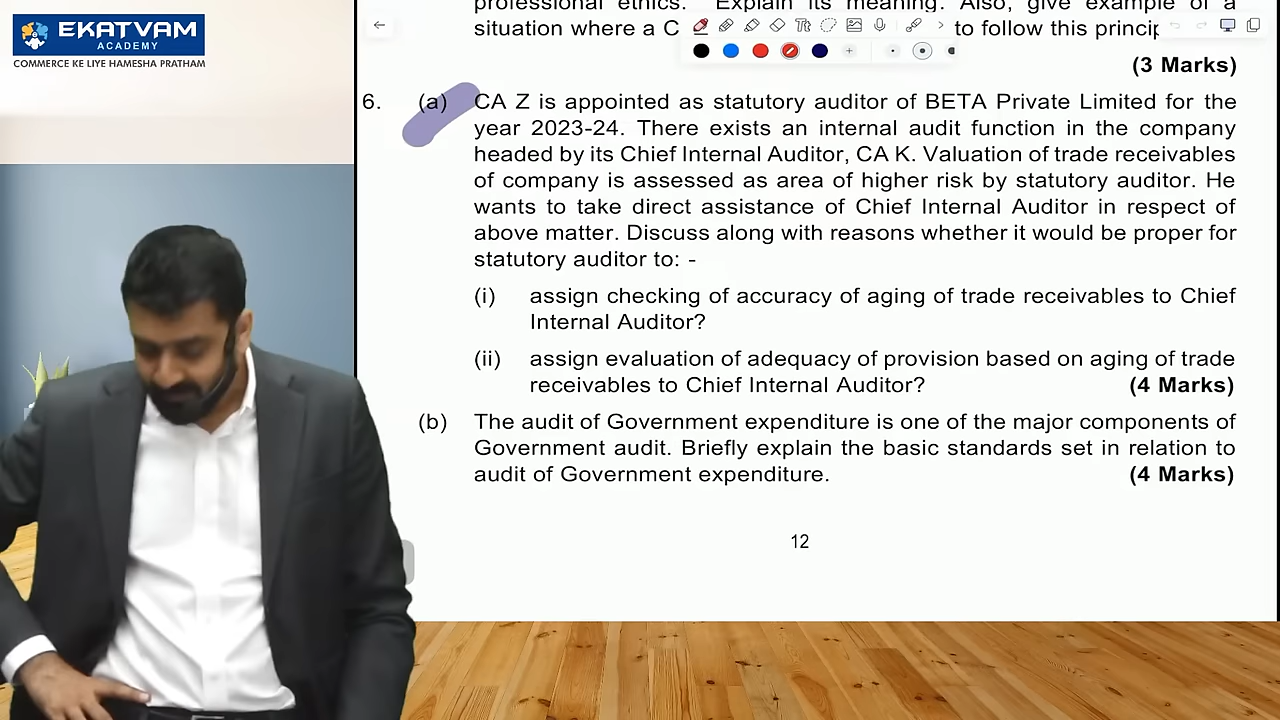 EKATVAM
ACADEMY
COMMERCE KE LIYE HAMESHA PRATHAM
professional ethics." Explain its meaning. Also, give example of a
situation where a C to follow this
(3 Marks)
6. (a) CA Z is appointed as statutory auditor of BETA Private Limited for the
year 2023-24. There exists an internal audit function in the company
headed by its Chief Internal Auditor, CA K. Valuation of trade receivables
of company is assessed as area of higher risk by statutory auditor. He
wants to take direct assistance of Chief Internal Auditor in respect of
above matter. Discuss along with reasons whether it would be proper for
statutory auditor to: -
(i) assign checking of accuracy of aging of trade receivables to Chief
Internal Auditor?
(ii) assign evaluation of adequacy of provision based on aging of trade
receivables to Chief Internal Auditor? (4 Marks)
(b) The audit of Government expenditure is one of the major components of
Government audit. Briefly explain the basic standards set in relation to
audit of Government expenditure. (4 Marks)
12